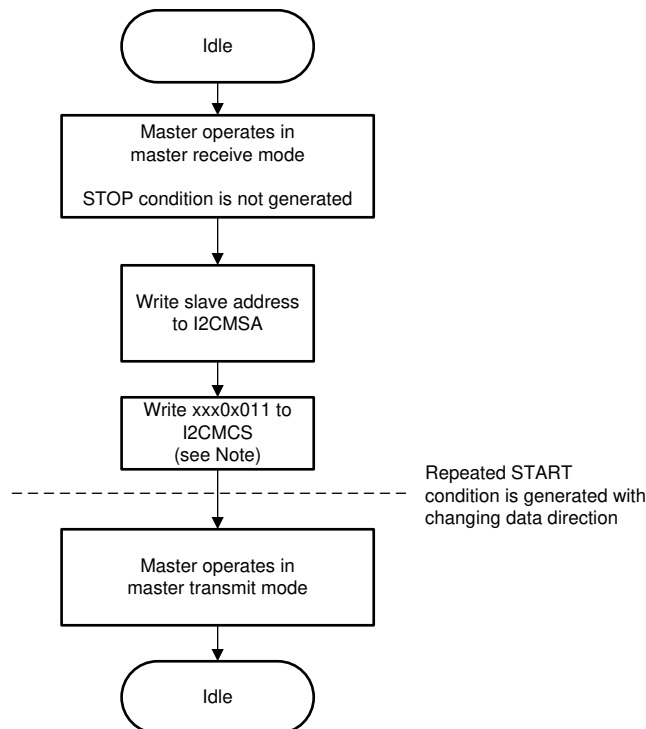 Idle
Master operates in
master receive mode
STOP condition is not generated
Write slave address
to I2CMSA
Write xxx0x011 to
I2CMCS
(see Note)
Repeated START
condition is generated with
changing data direction
Master operates in
master transmit mode
Idle